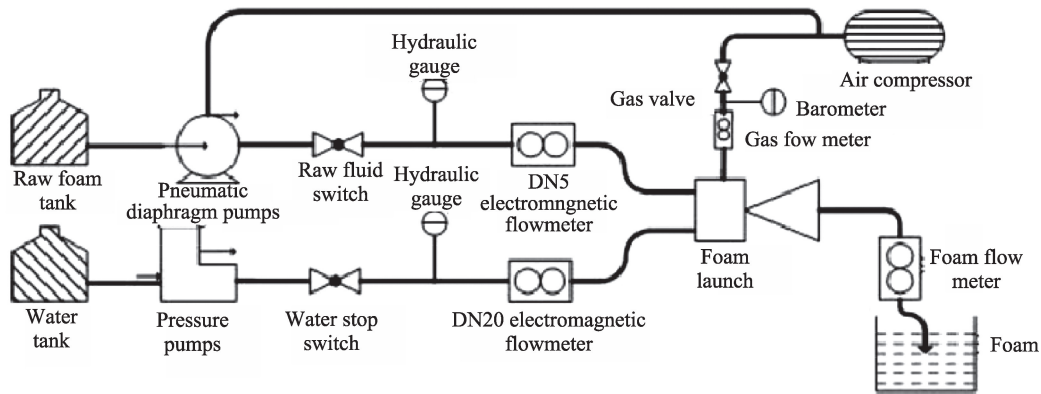 Hydraulic
gauge
Air compressor
Gas valve
Barometer
Gas fow meter
Raw foam
tank
Pneumatic
diaphragm pumps
Raw fluid
switch
Hydraulic
gauge
DN5
electromngnetic
flowmeter
Foam
launch
Foam flow
meter
Water
tank
Pressure
pumps
Water stop
switch
DN20 electromagnetic
flowmeter
Foam